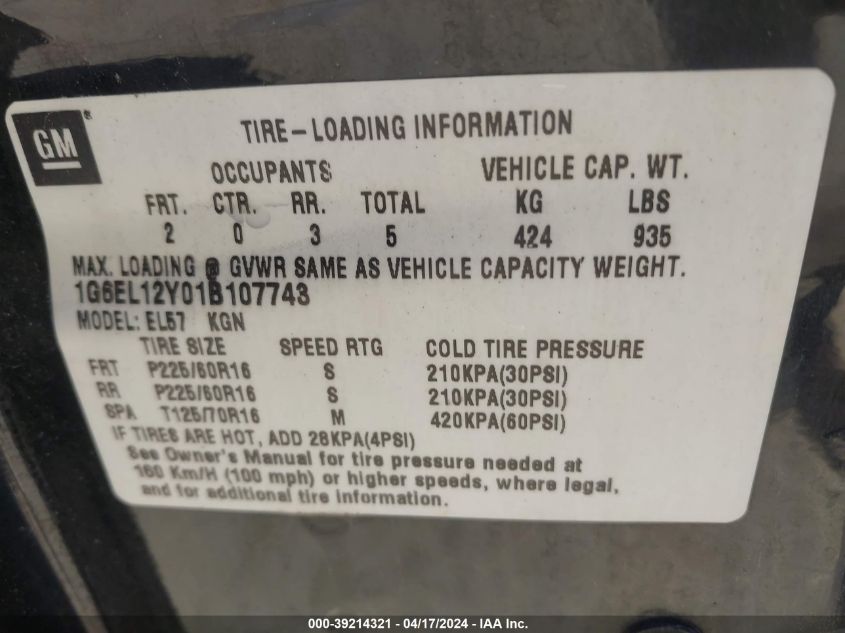 GM
TIRE-LOADING INFORMATION
OCCUPANTS VEHICLE CAP. WT.
FRT. CTR. RR. TOTAL KG LBS
2 0 3 5 424 935
MAX. LOADING @ GVWR SAME AS VEHICLE CAPACITY WEIGHT.
1G6EL12Y01B107743
MODEL: EL57 KGN
TIRE SIZE SPEED RTG COLD TIRE PRESSURE
FRT P225/60R16 S 210KPA(30PSI)
RR P225/60R16 S 210KPA(30PSI)
SPA T125/70R16 M 420KPA(60PSI)
IF TIRES ARE HOT, ADD 28KPA(4PSI)
See Owner's Manual for tire pressure needed at
160 Km/H (100 mph) or higher speeds, where legal,
and for additional tire information.
000-39214321 - 04/17/2024 - IAA Inc.